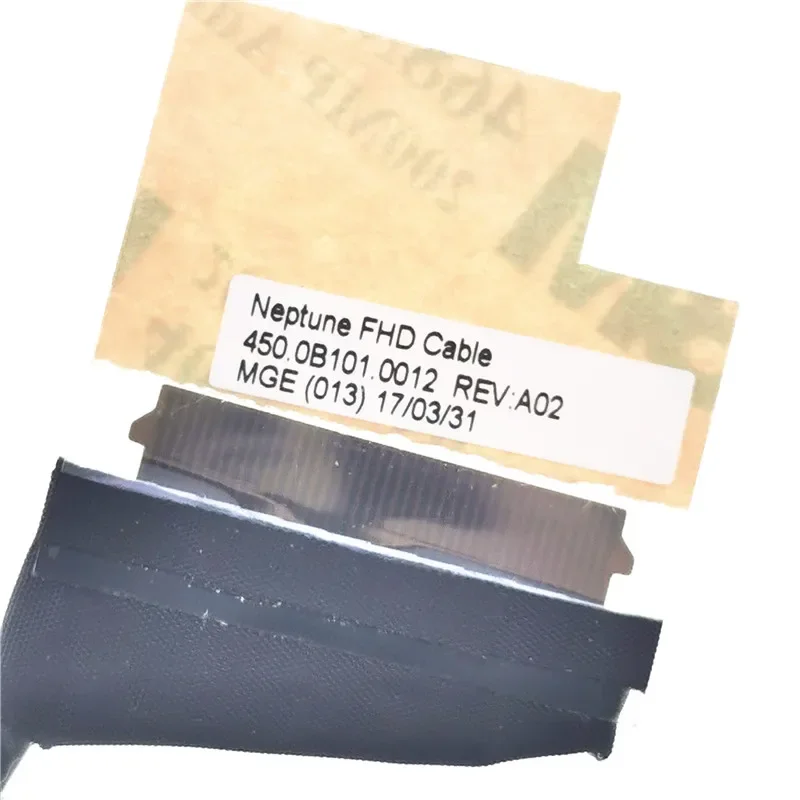 Neptune FHD Cable
450.0B101.0012 REV:A02
MGE (013) 17/03/31